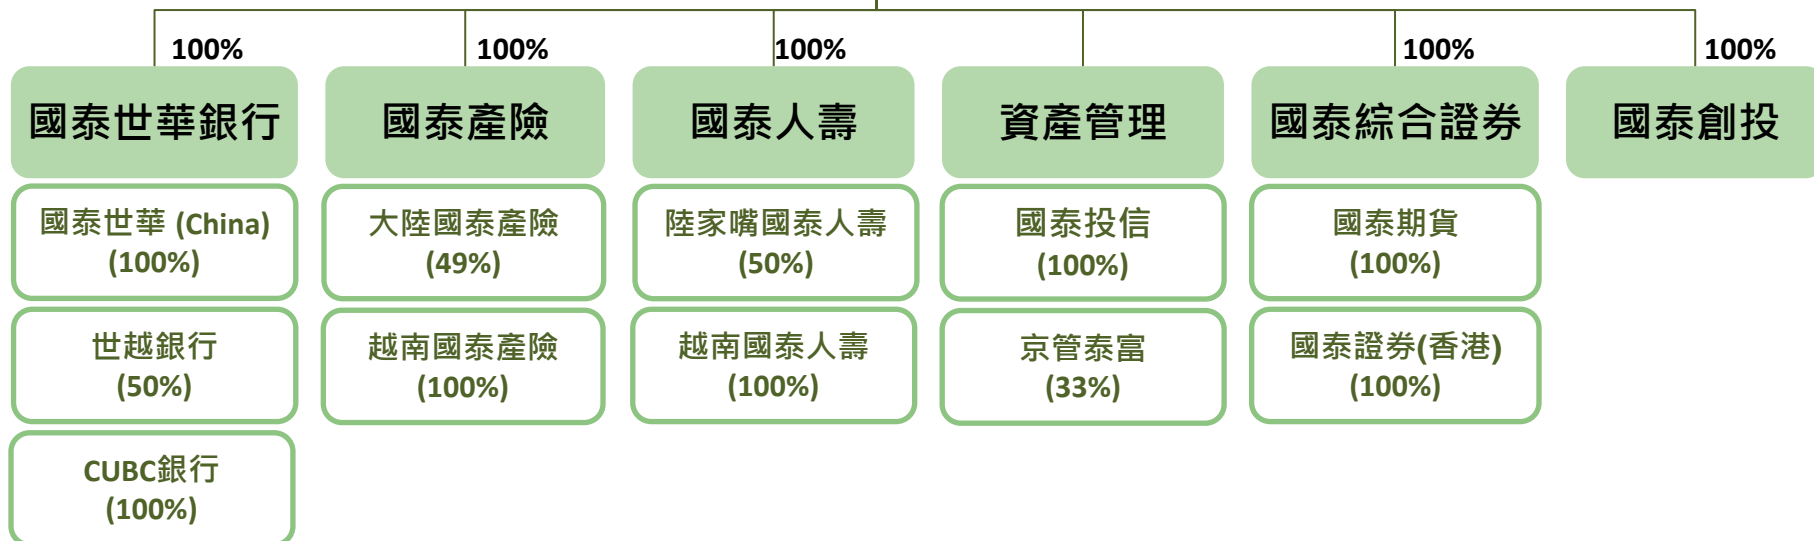 100%
100%
100%
100%
100%
國泰世華銀行
國泰產險
國泰人壽
資產管理
國泰綜合證券
國泰創投
國泰世華 (China)
(100%)
大陸國泰產險
(49%)
陸家嘴國泰人壽
(50%)
國泰投信
(100%)
國泰期貨
(100%)
世越銀行
(50%)
越南國泰產險
(100%)
越南國泰人壽
(100%)
京管泰富
(33%)
國泰證券(香港)
(100%)
CUBC銀行
(100%)